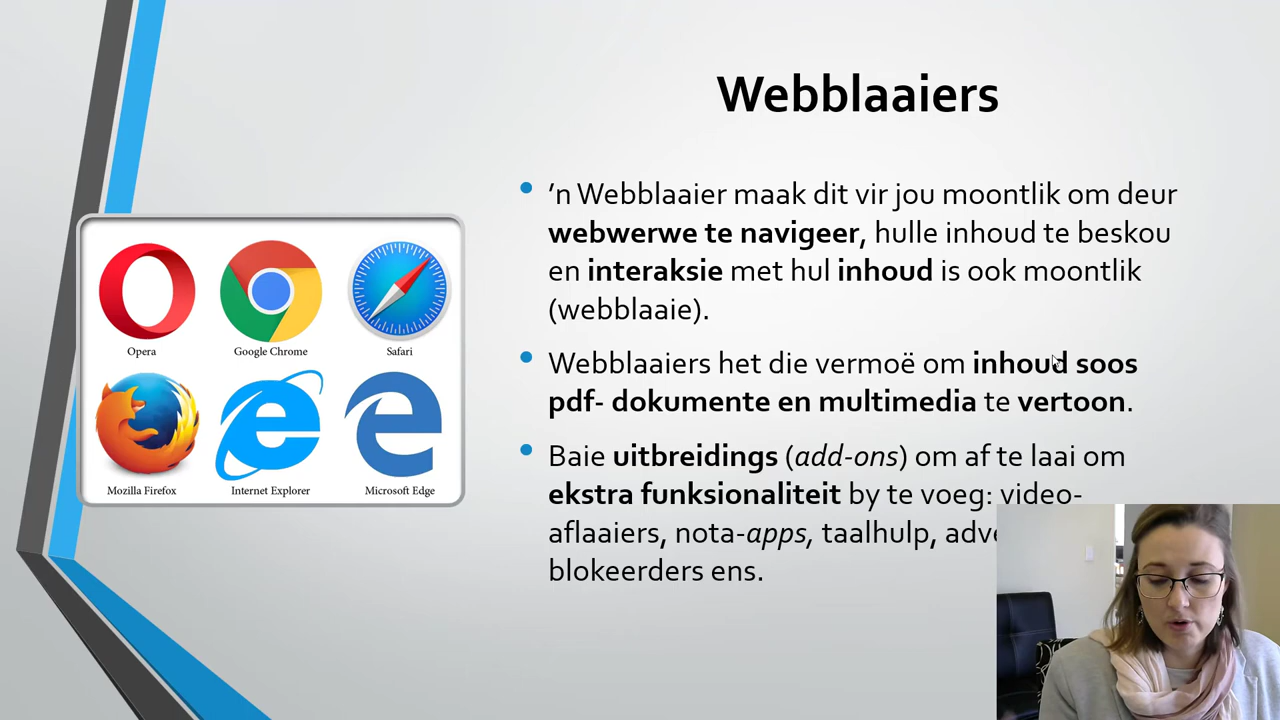 Webblaaiers
’n Webblaaier maak dit vir jou moontlik om deur
webwerwe te navigeer, hulle inhoud te beskou
en interaksie met hul inhoud is ook moontlik
(webblaaie).
Webblaaiers het die vermoë om inhoud soos
pdf- dokumente en multimedia te vertoon.
Baie uitbreidings (add-ons) om af te laai om
ekstra funksionaliteit by te voeg: video-
aflaaiers, nota-apps, taalhulp,
blokeerders ens.
Opera
Google Chrome
Safari
Mozilla Firefox
Internet Explorer
Microsoft Edge